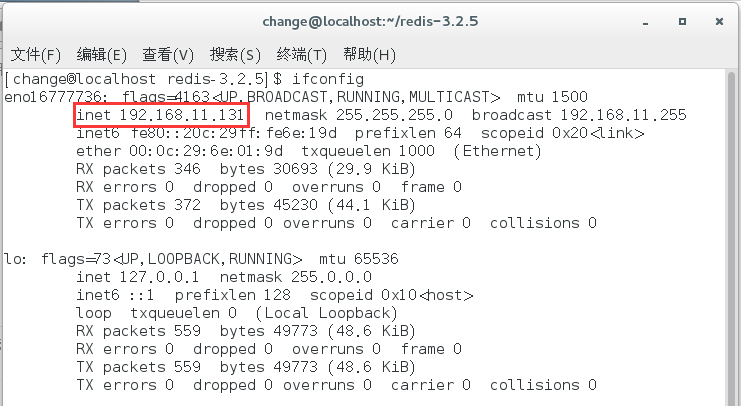 change@localhost:~/redis-3.2.5
文件(F) 编辑(E) 查看(V) 搜索(S) 终端(T) 帮助(H)
[change@localhost redis-3.2.5]$ ifconfig
eno16777736: flags=4163<UP,BROADCAST,RUNNING,MULTICAST>  mtu 1500
        inet 192.168.11.131  netmask 255.255.255.0  broadcast 192.168.11.255
        inet6 fe80::20c:29ff:fe6e:19d  prefixlen 64  scopeid 0x20<link>
        ether 00:0c:29:6e:01:9d  txqueuelen 1000  (Ethernet)
        RX packets 346  bytes 30693 (29.9 KiB)
        RX errors 0  dropped 0  overruns 0  frame 0
        TX packets 372  bytes 45230 (44.1 KiB)
        TX errors 0  dropped 0 overruns 0  carrier 0  collisions 0

lo: flags=73<UP,LOOPBACK,RUNNING>  mtu 65536
        inet 127.0.0.1  netmask 255.0.0.0
        inet6 ::1  prefixlen 128  scopeid 0x10<host>
        loop  txqueuelen 0  (Local Loopback)
        RX packets 559  bytes 49773 (48.6 KiB)
        RX errors 0  dropped 0  overruns 0  frame 0
        TX packets 559  bytes 49773 (48.6 KiB)
        TX errors 0  dropped 0 overruns 0  carrier 0  collisions 0